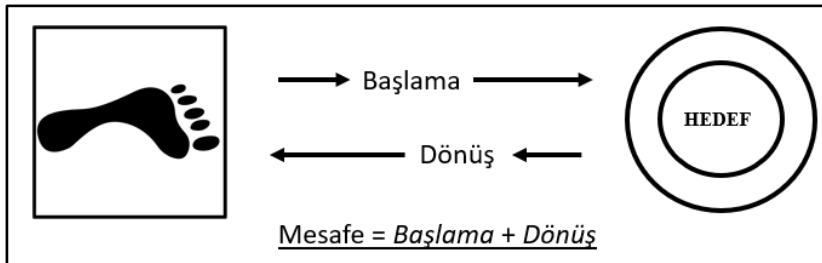 Başlama
HEDEF
Dönüş
Mesafe = Başlama + Dönüş